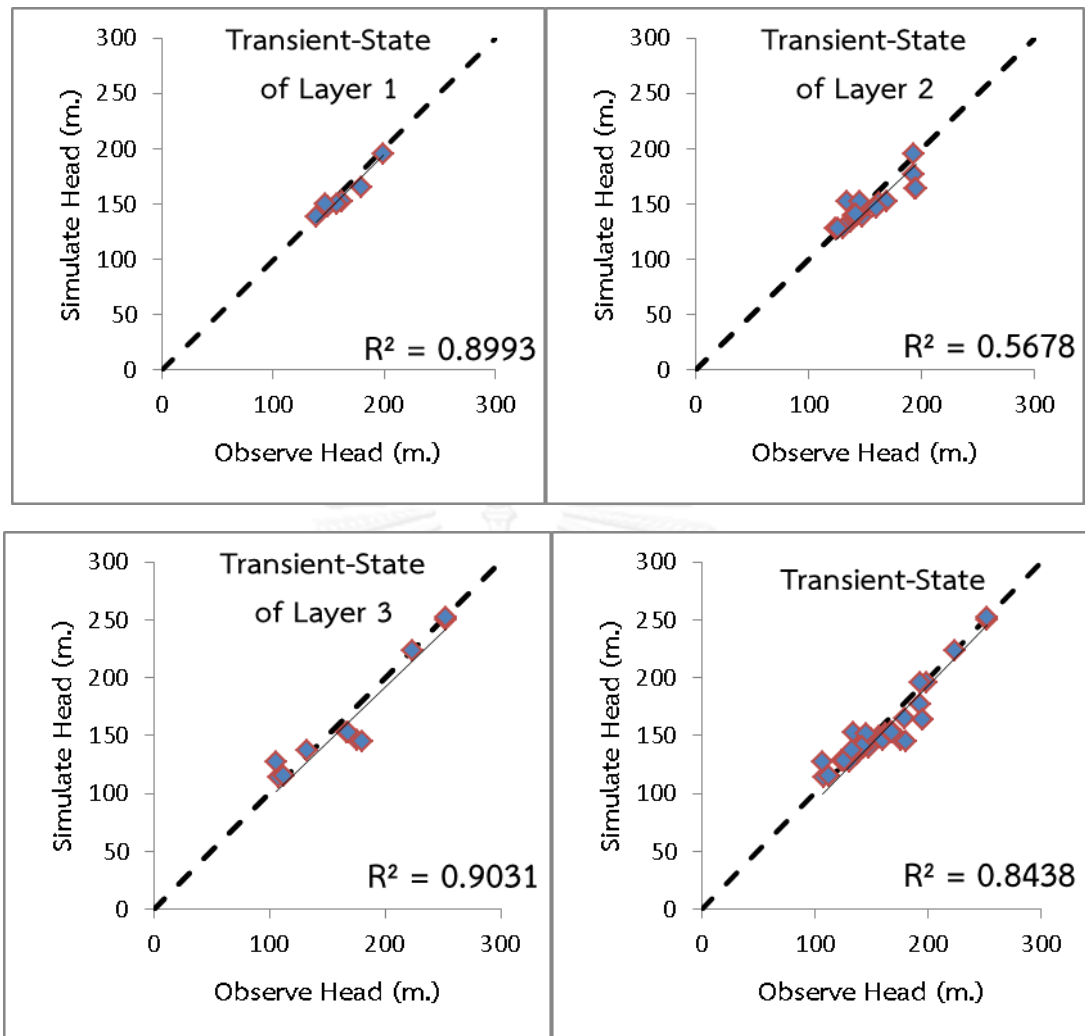 Transient-State
of Layer 1
Simulate Head (m.)
300
250
200
150
100
50
0
R² = 0.8993
0 100 200 300
Observe Head (m.)
Transient-State
of Layer 2
Simulate Head (m.)
300
250
200
150
100
50
0
R² = 0.5678
0 100 200 300
Observe Head (m.)
Transient-State
of Layer 3
Simulate Head (m.)
300
250
200
150
100
50
0
R² = 0.9031
0 100 200 300
Observe Head (m.)
Transient-State
Simulate Head (m.)
300
250
200
150
100
50
0
R² = 0.8438
0 100 200 300
Observe Head (m.)